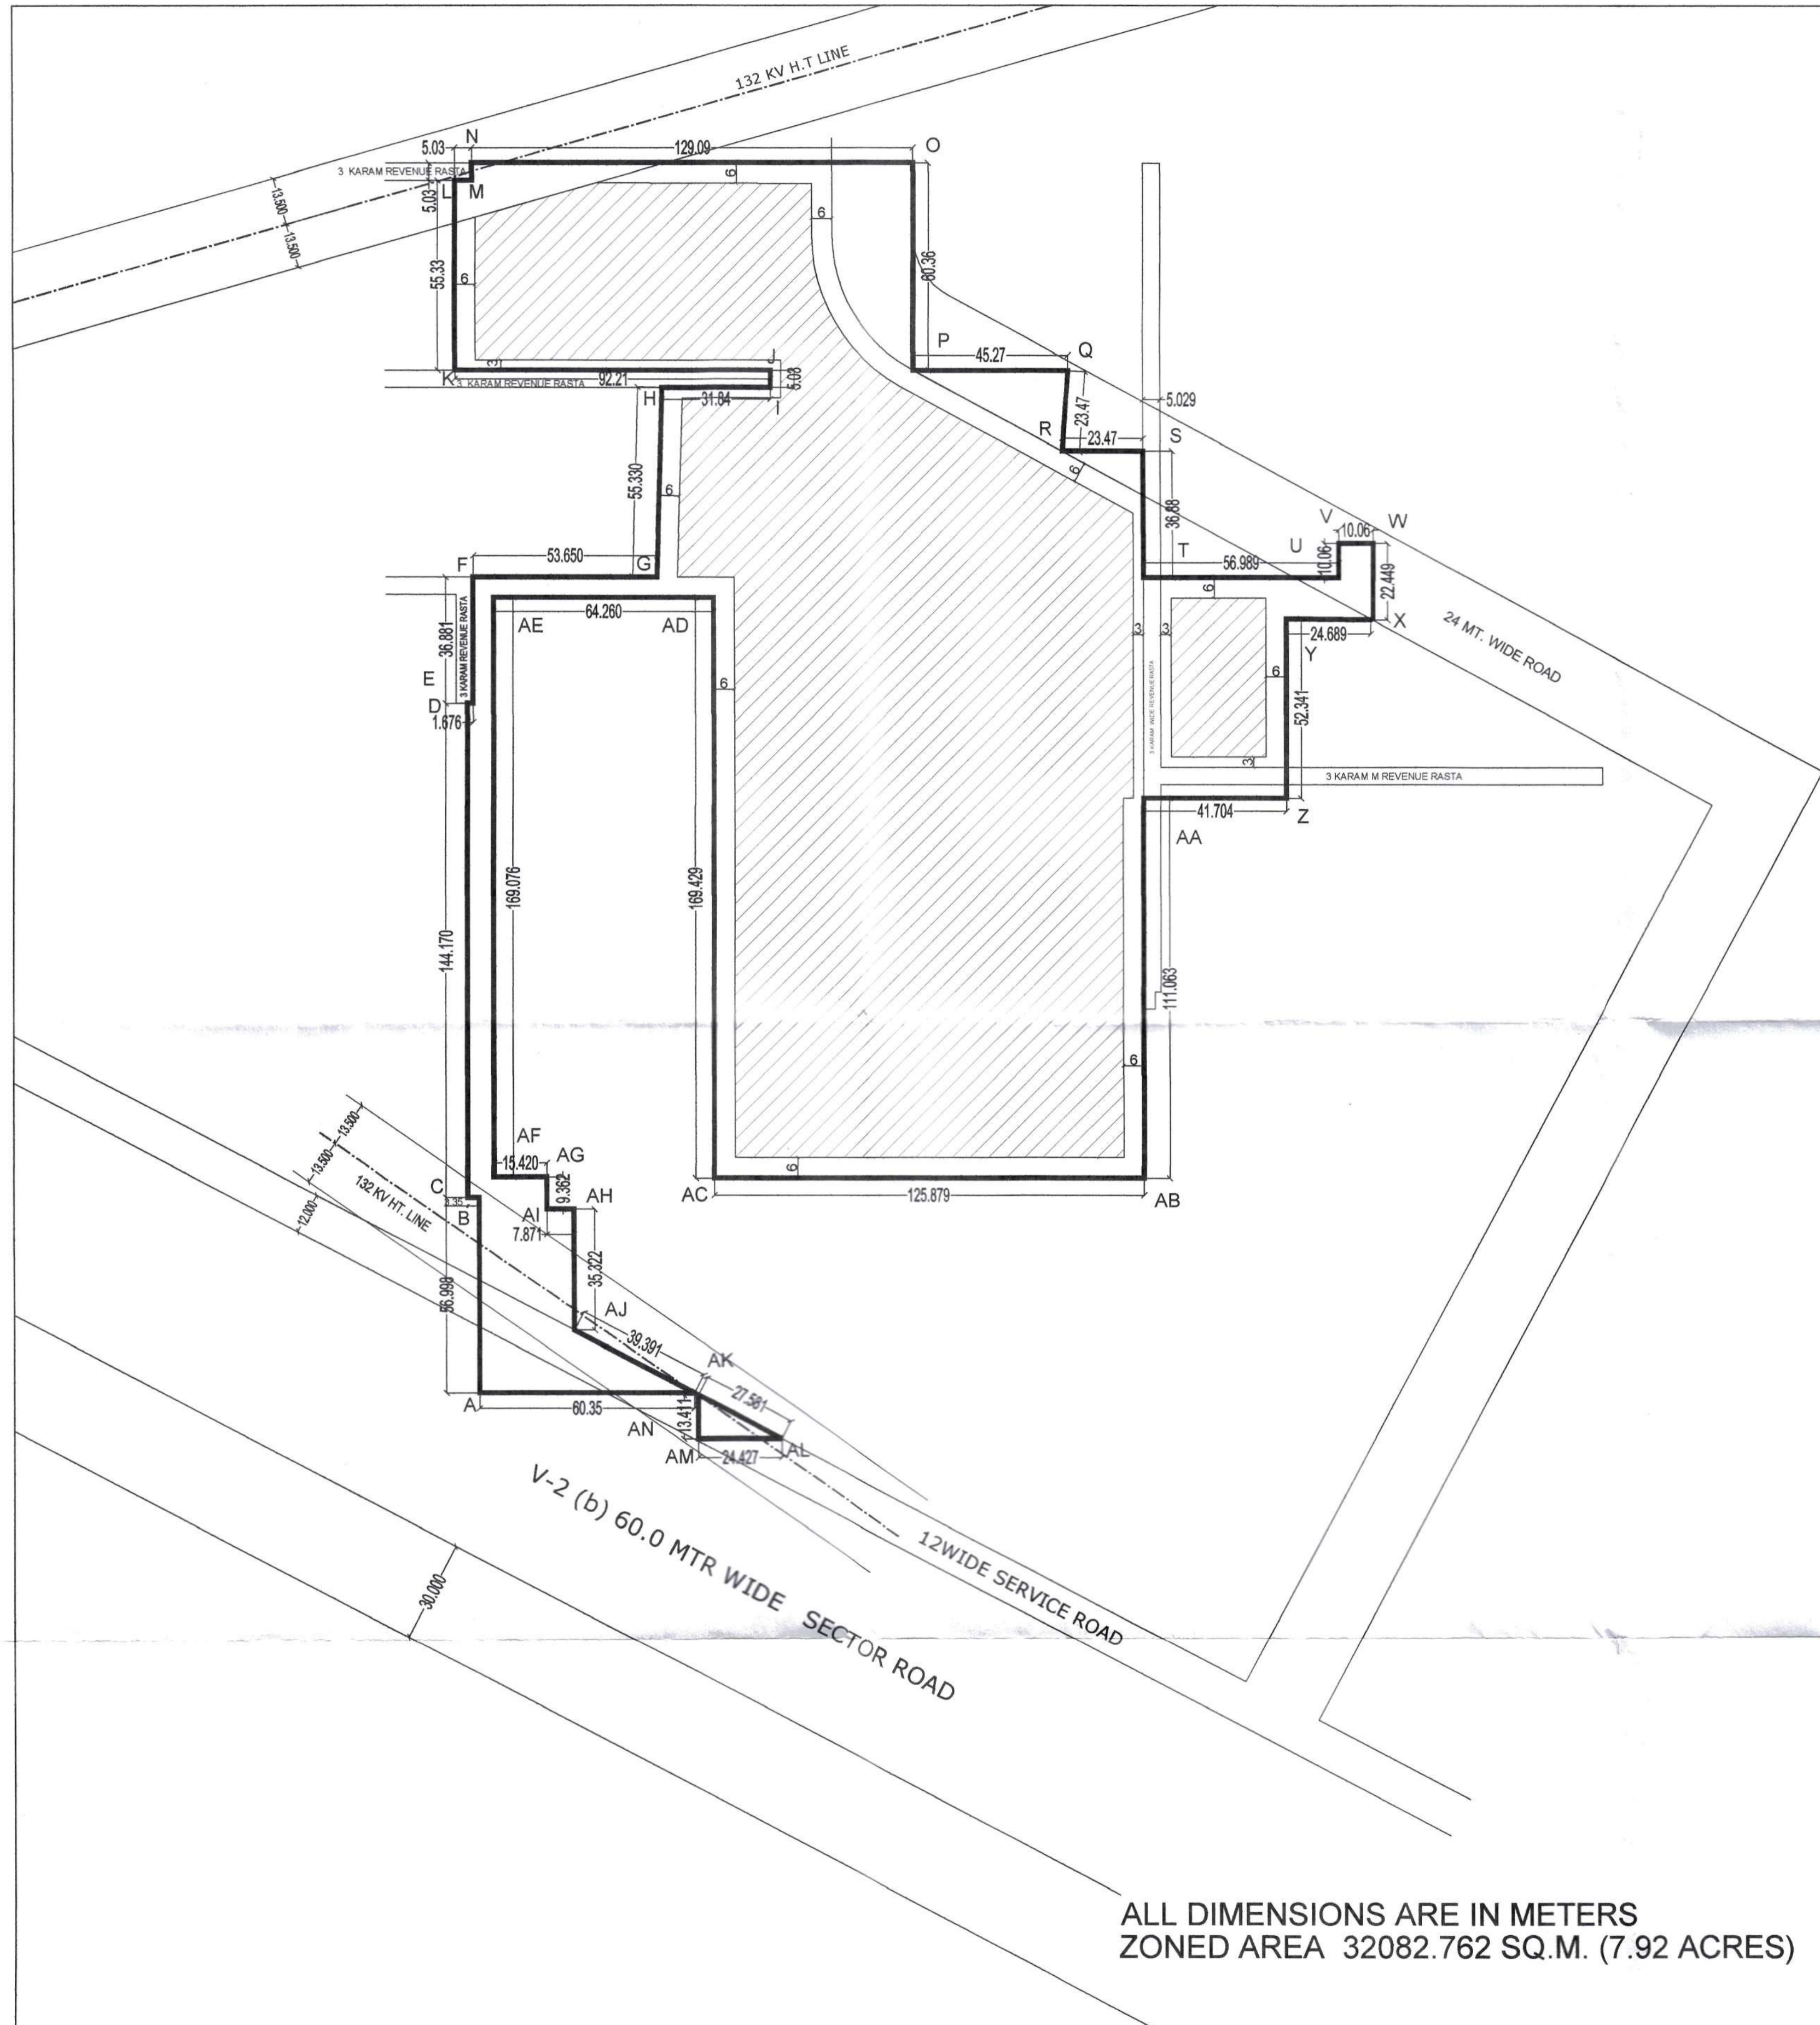 132 KV H.T LINE
N
5.03
129.09
O
3 KARAM REVENUE RASTA
L
M
5.03
6
13.500
13.500
6
55.33
6
60.36
P
45.27
Q
3
J
K
3 KARAM REVENUE RASTA
92.21
5.03
H
31.84
I
5.029
23.47
R
23.47
S
6
55.330
6
36.88
V
10.06
W
F
53.650
G
T
U
10.06
56.989
22.449
6
64.260
AE
AD
36.881
3 KARAM REVENUE RASTA
3
3
24.689
X
Y
24 MT. WIDE ROAD
E
D
1.676
6
6
52.341
3 KARAM WIDE REVENUE RASTA
3
3 KARAM M REVENUE RASTA
41.704
Z
AA
169.076
169.429
144.170
111.063
6
13.500
13.500
132 KV HT. LINE
12.000
AF
15.420
AG
6
C
3.35
B
9.362
AH
AI
7.871
AC
125.879
AB
35.322
56.998
AJ
39.391
AK
27.581
A
60.35
AN
13.411
AM
24.427
AL
V-2 (b) 60.0 MTR WIDE SECTOR ROAD
12WIDE SERVICE ROAD
30.000
ALL DIMENSIONS ARE IN METERS
ZONED AREA 32082.762 SQ.M. (7.92 ACRES)